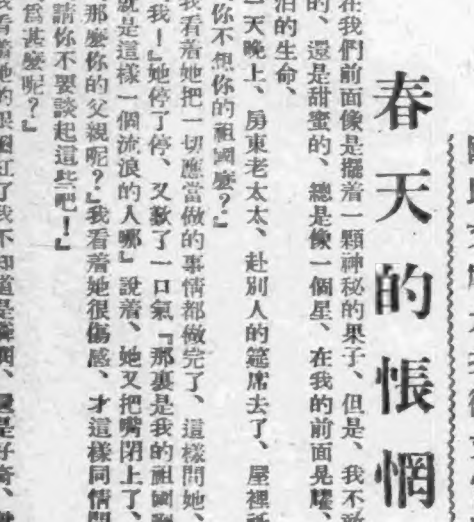 春天的悵惘
在我們前面像是擺着一顆神秘的果子、但是、我不敢
的、還是甜蜜的、總是像一個星、在我的前面晃耀、
泊的生命、
一天晚上、房東老太太、赴別人的筵席去了、屋裡
你不想你的祖國麼？』
我看着她把一切應當做的事情都做完了、這樣問她、
我！』她停了停、又歎了一口氣『那裏是我的祖國
就是這樣一個流浪的人哪』說着、她又把嘴閉上了、
那麼你的父親呢？』我看着她很傷感、才這樣同情
請你不要談起這些吧！』
為甚麼呢？』
我看着她的眼圈紅了我不知道是 還是好奇、